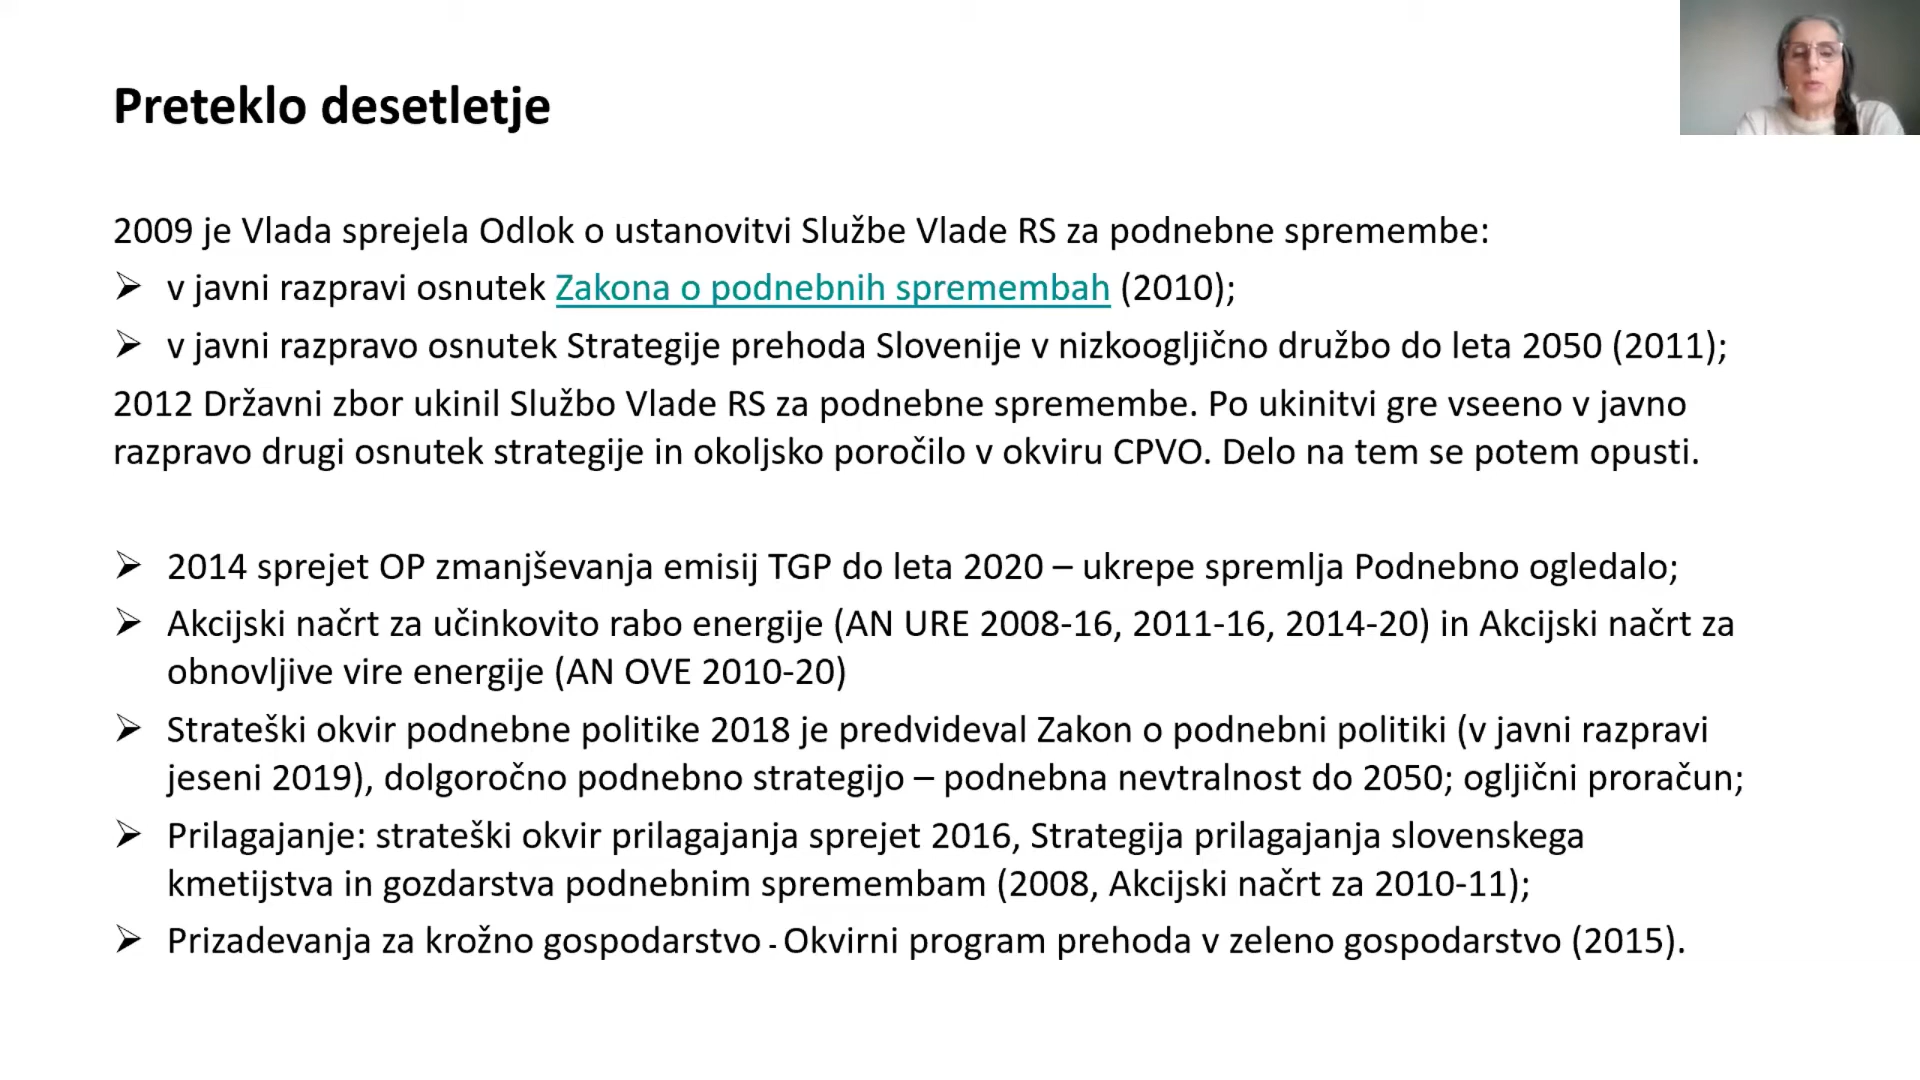 Preteklo desetletje
2009 je Vlada sprejela Odlok o ustanovitvi Službe Vlade RS za podnebne spremembe:
➢ v javni razpravi osnutek Zakona o podnebnih spremembah (2010);
➢ v javni razpravo osnutek Strategije prehoda Slovenije v nizkoogljično družbo do leta 2050 (2011);
2012 Državni zbor ukinil Službo Vlade RS za podnebne spremembe. Po ukinitvi gre vseeno v javno
razpravo drugi osnutek strategije in okoljsko poročilo v okviru CPVO. Delo na tem se potem opusti.
➢ 2014 sprejet OP zmanjševanja emisij TGP do leta 2020 – ukrepe spremlja Podnebno ogledalo;
➢ Akcijski načrt za učinkovito rabo energije (AN URE 2008-16, 2011-16, 2014-20) in Akcijski načrt za
obnovljive vire energije (AN OVE 2010-20)
➢ Strateški okvir podnebne politike 2018 je predvideval Zakon o podnebni politiki (v javni razpravi
jeseni 2019), dolgoročno podnebno strategijo – podnebna nevtralnost do 2050; ogljični proračun;
➢ Prilagajanje: strateški okvir prilagajanja sprejet 2016, Strategija prilagajanja slovenskega
kmetijstva in gozdarstva podnebnim spremembam (2008, Akcijski načrt za 2010-11);
➢ Prizadevanja za krožno gospodarstvo - Okvirni program prehoda v zeleno gospodarstvo (2015).